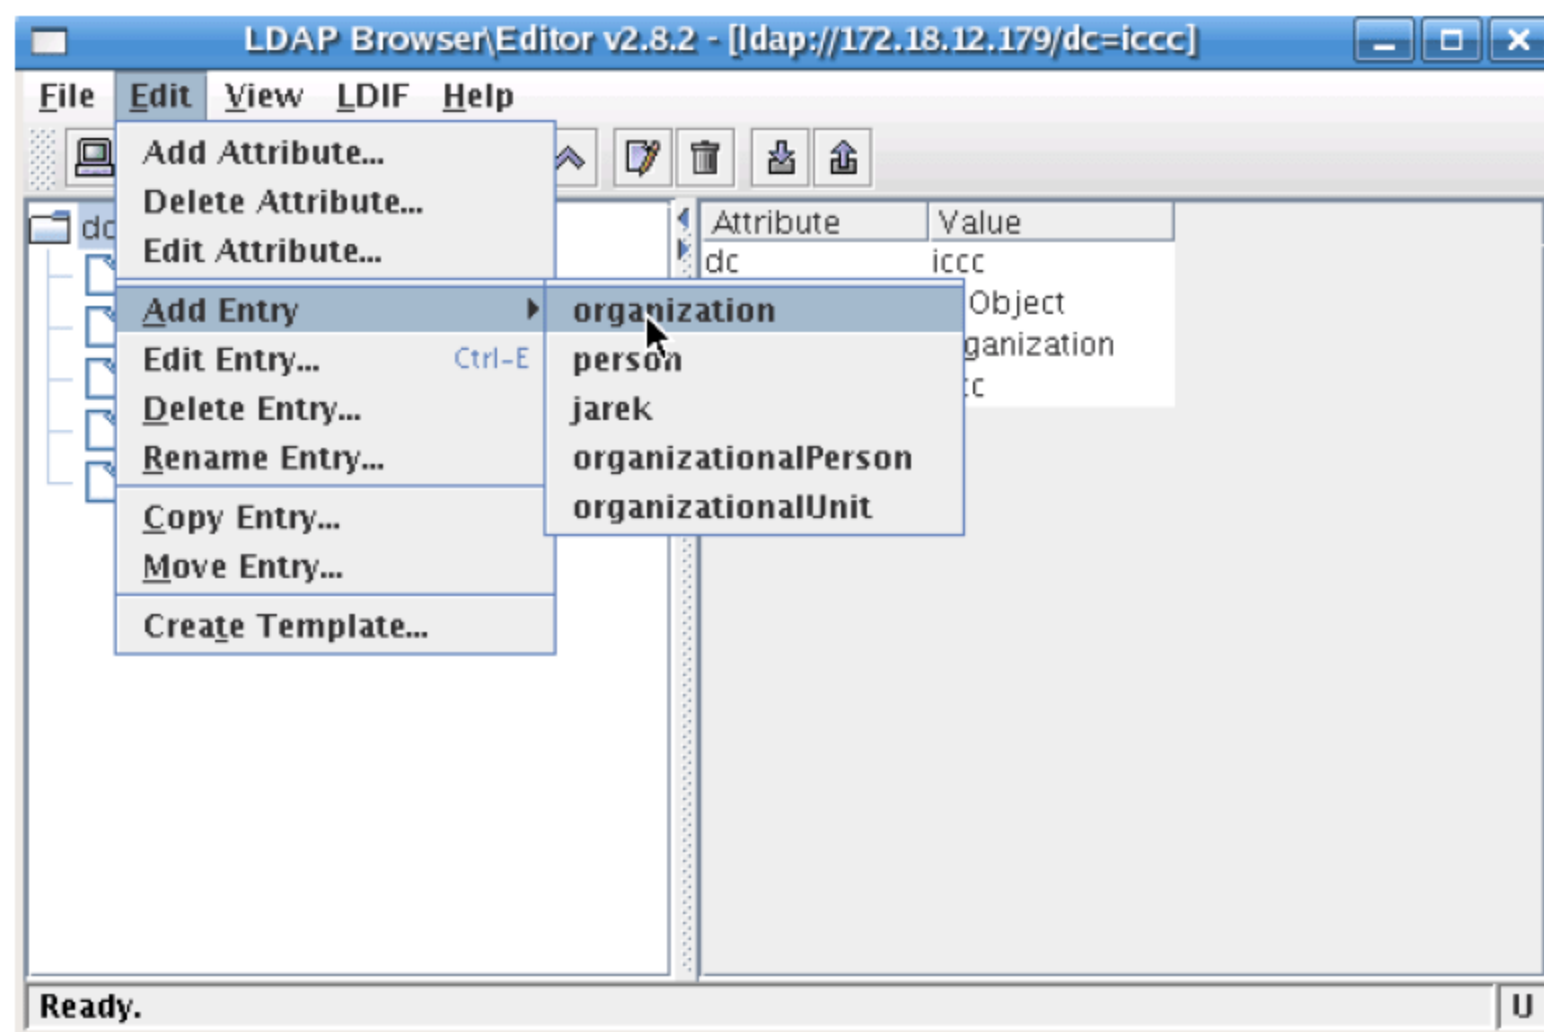 LDAP Browser\Editor v2.8.2 - [ldap://172.18.12.179/dc=iccc]
File Edit View LDIF Help
Add Attribute...
Delete Attribute...
Edit Attribute...
Add Entry
Edit Entry... Ctrl-E
Delete Entry...
Rename Entry...
Copy Entry...
Move Entry...
Create Template...
organization
person
jarek
organizationalPerson
organizationalUnit
dc
Attribute Value
dc iccc
Object
ganization
Ready. U